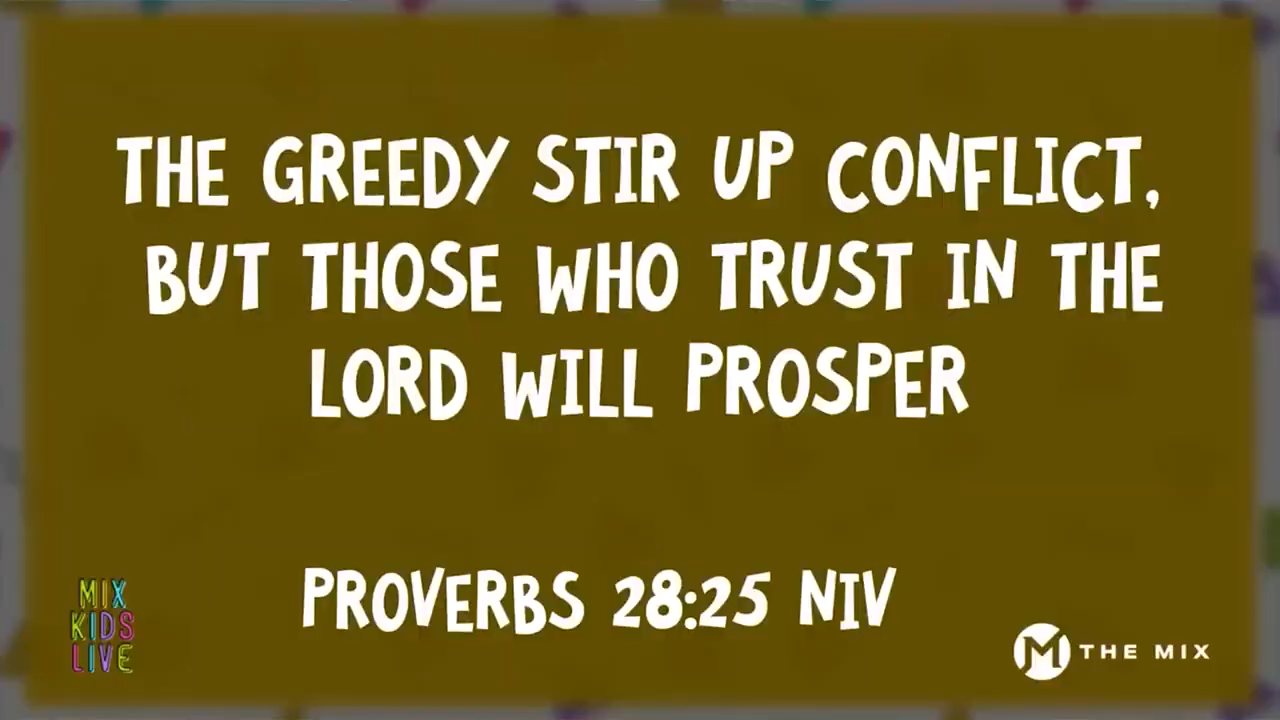 THE GREEDY STIR UP CONFLICT,
BUT THOSE WHO TRUST IN THE
LORD WILL PROSPER
PROVERBS 28:25 NIV
MIX
KIDS
LIVE
M THE MIX